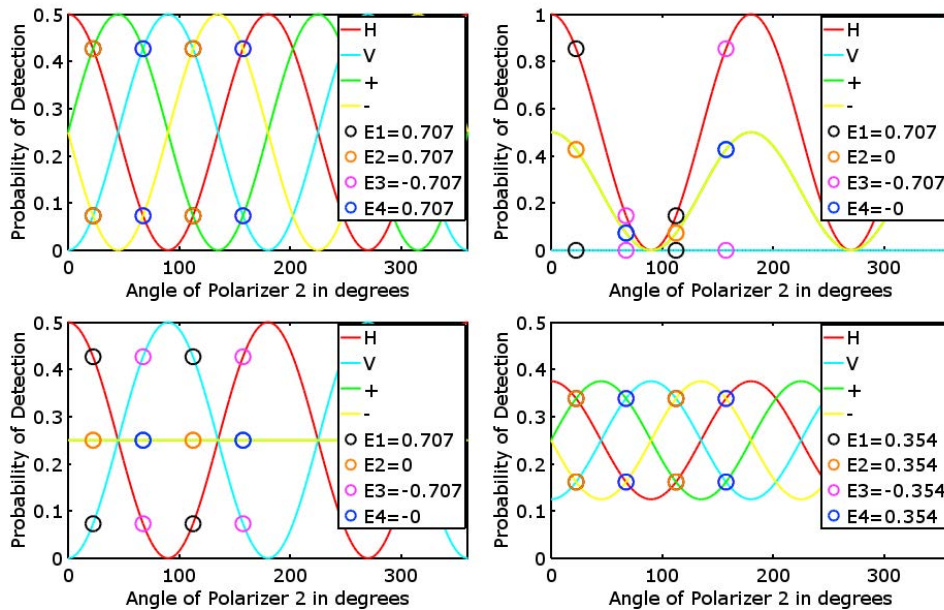 0.5
0.4
0.3
0.2
0.1
0
0 100 200 300
Probability of Detection
Angle of Polarizer 2 in degrees
H
V
+
-
E1=0.707
E2=0.707
E3=-0.707
E4=0.707
1
0.8
0.6
0.4
0.2
0
0 100 200 300
Probability of Detection
Angle of Polarizer 2 in degrees
H
V
+
-
E1=0.707
E2=0
E3=-0.707
E4=-0
0.5
0.4
0.3
0.2
0.1
0
0 100 200 300
Probability of Detection
Angle of Polarizer 2 in degrees
H
V
+
-
E1=0.707
E2=0
E3=-0.707
E4=-0
0.5
0.4
0.3
0.2
0.1
0
0 100 200 300
Probability of Detection
Angle of Polarizer 2 in degrees
H
V
+
-
E1=0.354
E2=0.354
E3=-0.354
E4=0.354